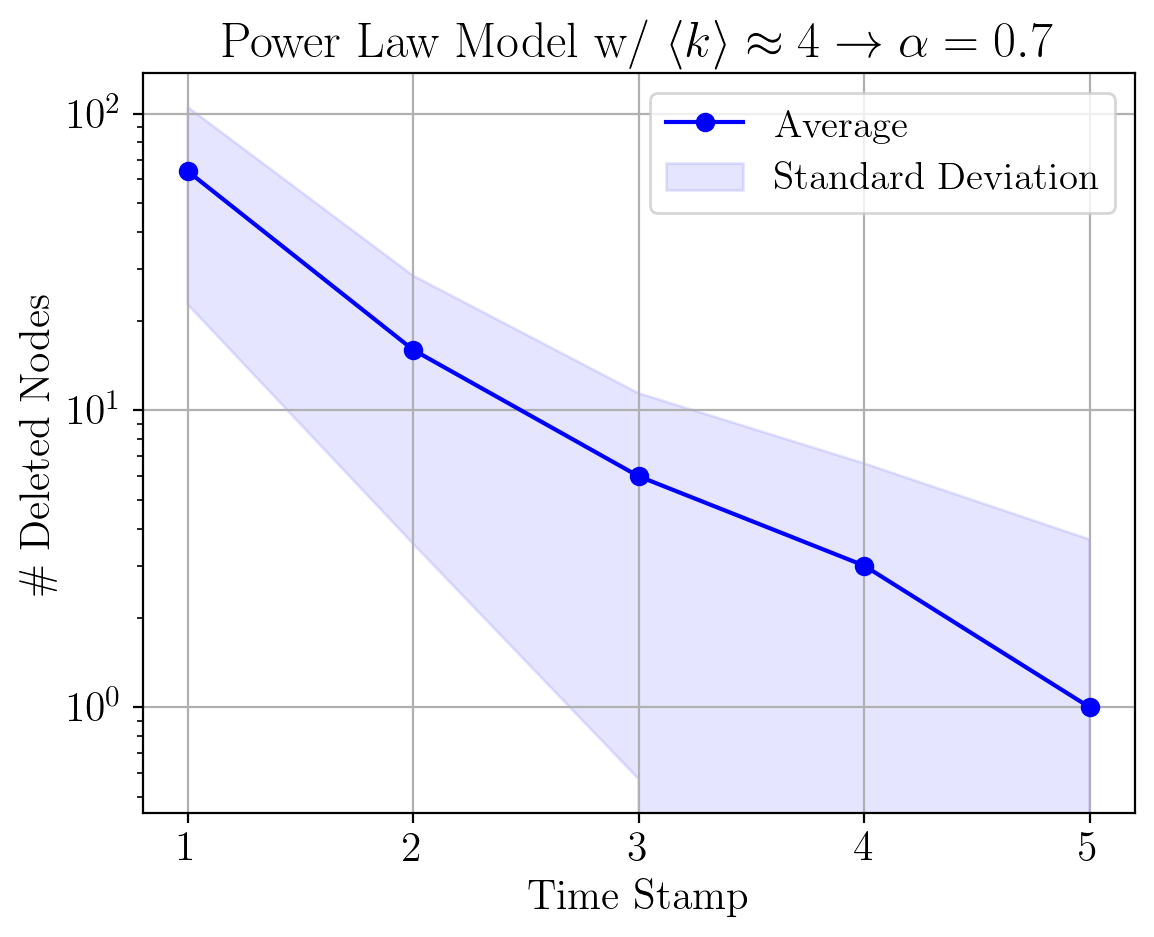 Power Law Model w/ ⟨k⟩ ≈ 4 → α = 0.7
Average
Standard Deviation
# Deleted Nodes
10²
10¹
10⁰
1 2 3 4 5
Time Stamp